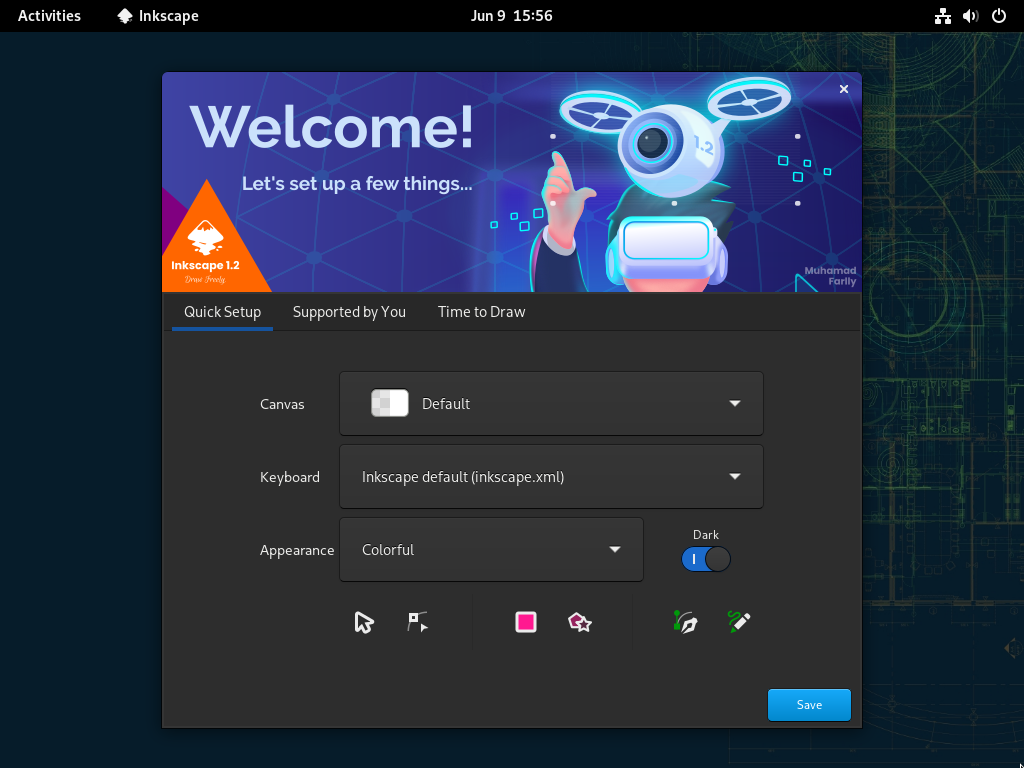 Activities
Inkscape
Jun 9 15:56
Welcome!
Let's set up a few things...
1.2
Inkscape 1.2
Draw Freely.
Muhamad
Farlly
Quick Setup
Supported by You
Time to Draw
Canvas
Default
Keyboard
Inkscape default (inkscape.xml)
Appearance
Colorful
Dark
Save